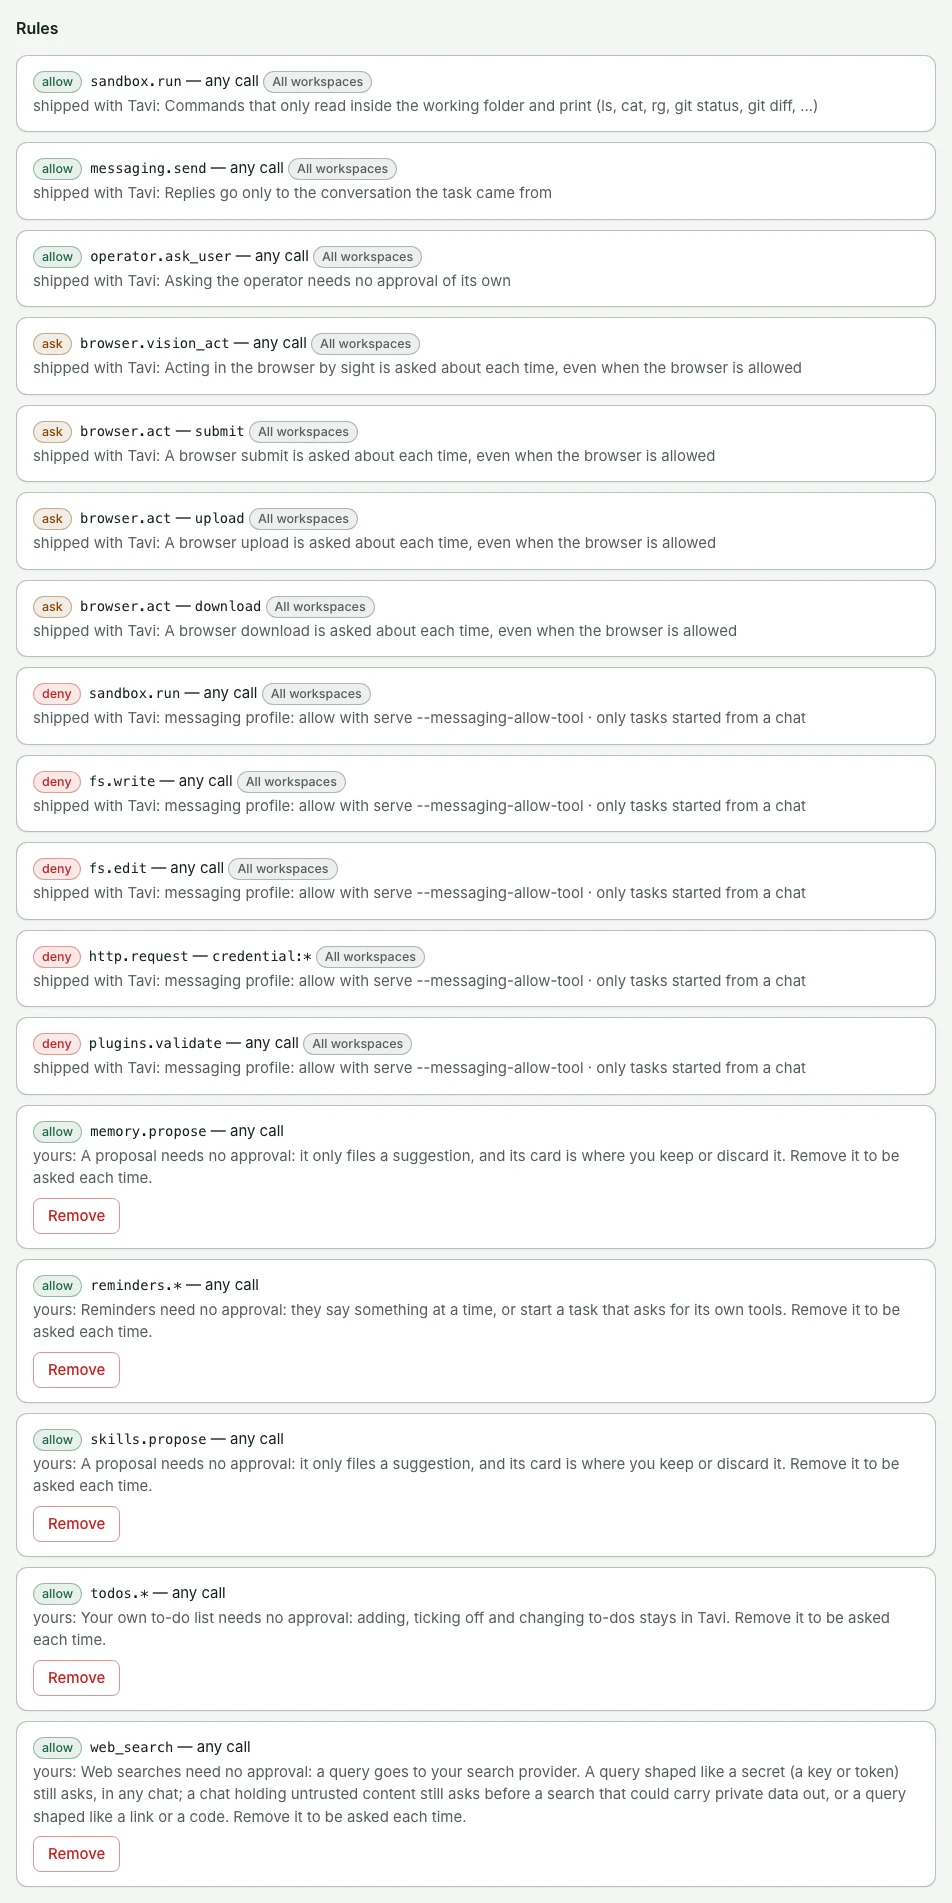 Rules
allow sandbox.run — any call All workspaces
shipped with Tavi: Commands that only read inside the working folder and print (ls, cat, rg, git status, git diff, …)
allow messaging.send — any call All workspaces
shipped with Tavi: Replies go only to the conversation the task came from
allow operator.ask_user — any call All workspaces
shipped with Tavi: Asking the operator needs no approval of its own
ask browser.vision_act — any call All workspaces
shipped with Tavi: Acting in the browser by sight is asked about each time, even when the browser is allowed
ask browser.act — submit All workspaces
shipped with Tavi: A browser submit is asked about each time, even when the browser is allowed
ask browser.act — upload All workspaces
shipped with Tavi: A browser upload is asked about each time, even when the browser is allowed
ask browser.act — download All workspaces
shipped with Tavi: A browser download is asked about each time, even when the browser is allowed
deny sandbox.run — any call All workspaces
shipped with Tavi: messaging profile: allow with serve --messaging-allow-tool · only tasks started from a chat
deny fs.write — any call All workspaces
shipped with Tavi: messaging profile: allow with serve --messaging-allow-tool · only tasks started from a chat
deny fs.edit — any call All workspaces
shipped with Tavi: messaging profile: allow with serve --messaging-allow-tool · only tasks started from a chat
deny http.request — credential:* All workspaces
shipped with Tavi: messaging profile: allow with serve --messaging-allow-tool · only tasks started from a chat
deny plugins.validate — any call All workspaces
shipped with Tavi: messaging profile: allow with serve --messaging-allow-tool · only tasks started from a chat
allow memory.propose — any call
yours: A proposal needs no approval: it only files a suggestion, and its card is where you keep or discard it. Remove it to be
asked each time.
Remove
allow reminders.* — any call
yours: Reminders need no approval: they say something at a time, or start a task that asks for its own tools. Remove it to be
asked each time.
Remove
allow skills.propose — any call
yours: A proposal needs no approval: it only files a suggestion, and its card is where you keep or discard it. Remove it to be
asked each time.
Remove
allow todos.* — any call
yours: Your own to-do list needs no approval: adding, ticking off and changing to-dos stays in Tavi. Remove it to be asked
each time.
Remove
allow web_search — any call
yours: Web searches need no approval: a query goes to your search provider. A query shaped like a secret (a key or token)
still asks, in any chat; a chat holding untrusted content still asks before a search that could carry private data out, or a query
shaped like a link or a code. Remove it to be asked each time.
Remove